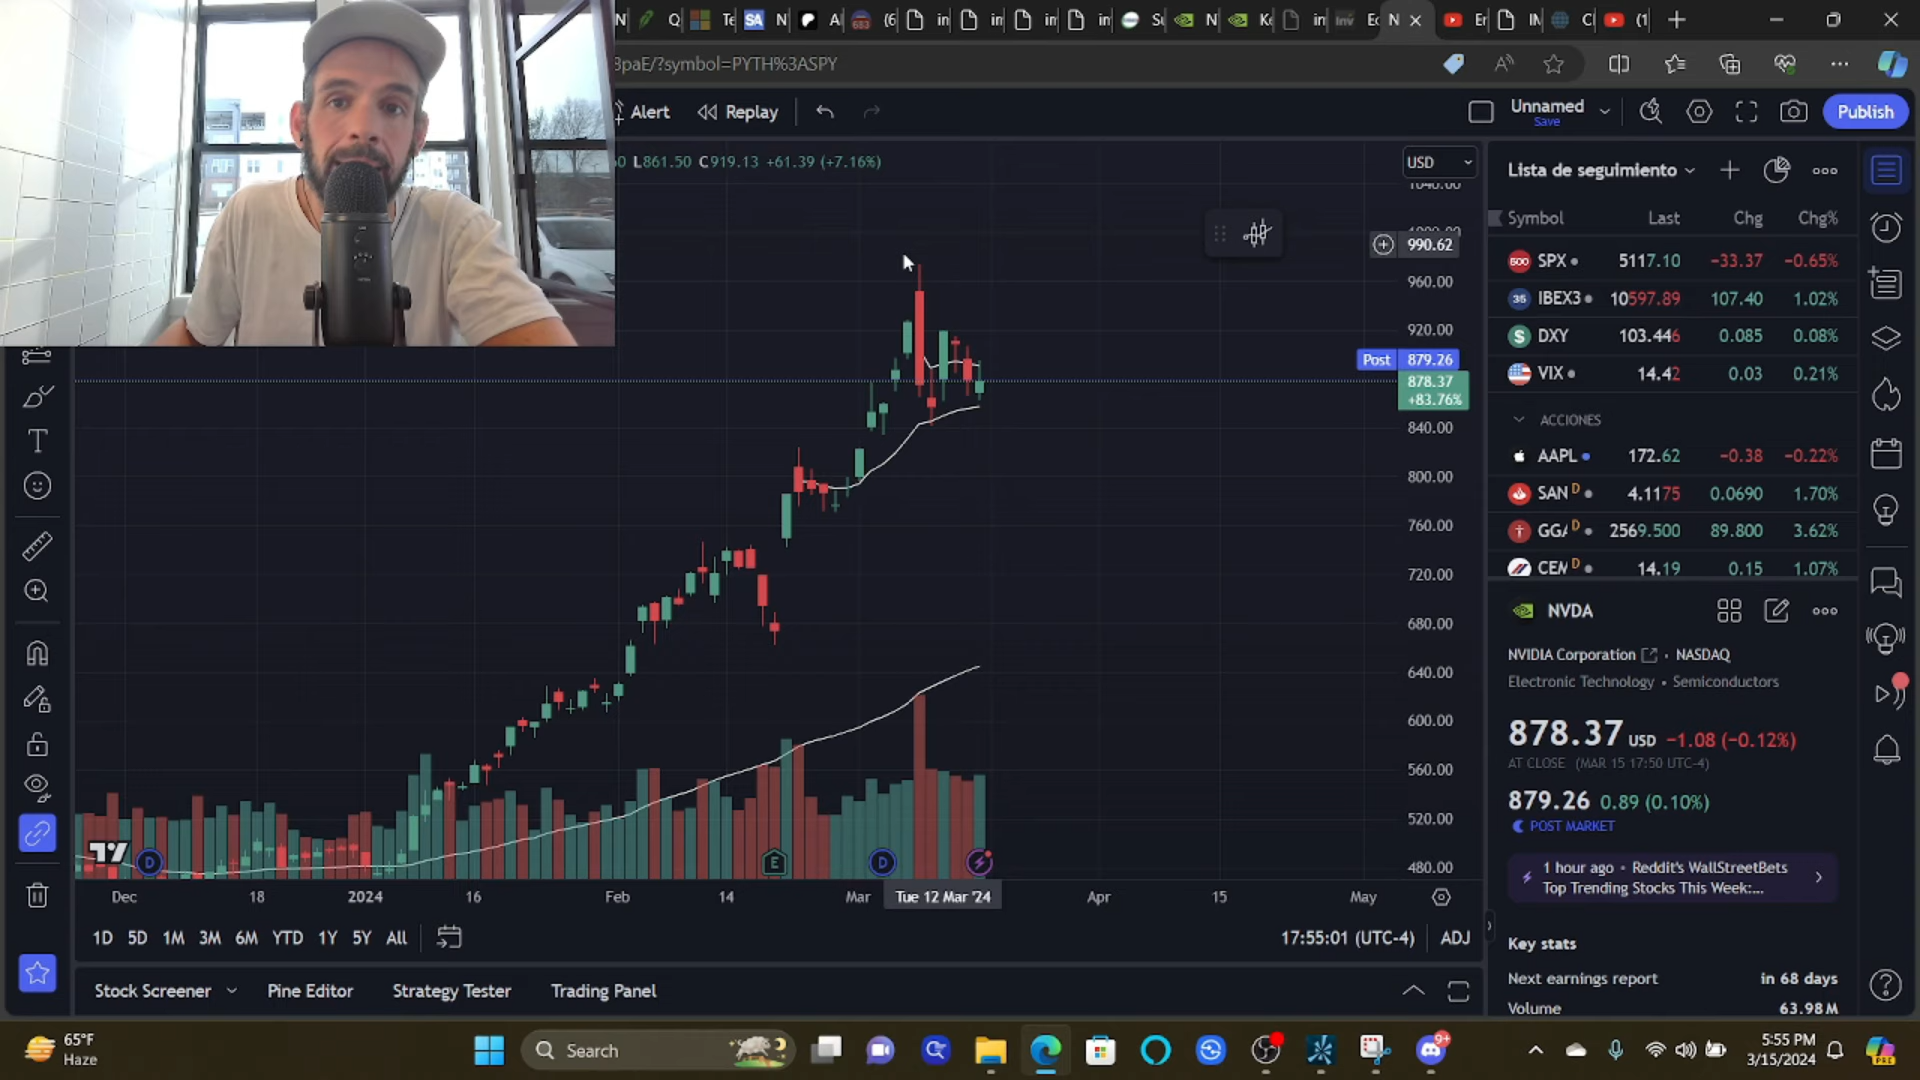 8paE/?symbol=PYTH%3ASPY
Alert
Replay
Unnamed
Save
Publish
L861.50 C919.13 +61.39 (+7.16%)
USD
990.62
960.00
920.00
Post 879.26
878.37
+83.76%
840.00
800.00
760.00
720.00
680.00
640.00
600.00
560.00
520.00
480.00
E
D
D
Dec
18
2024
16
Feb
14
Mar
Tue 12 Mar '24
Apr
15
May
1D 5D 1M 3M 6M YTD 1Y 5Y All
17:55:01 (UTC-4)
ADJ
Stock Screener
Pine Editor
Strategy Tester
Trading Panel
Lista de seguimiento
Symbol Last Chg Chg%
SPX 5117.10 −33.37 −0.65%
IBEX3 10597.89 107.40 1.02%
DXY 103.446 0.085 0.08%
VIX 14.42 0.03 0.21%
ACCIONES
AAPL 172.62 −0.38 −0.22%
SAN D 4.1175 0.0690 1.70%
GGA D 2569.500 89.800 3.62%
CEM D 14.19 0.15 1.07%
NVDA
NVIDIA Corporation • NASDAQ
Electronic Technology • Semiconductors
878.37 USD −1.08 (−0.12%)
AT CLOSE (MAR 15 17:50 UTC-4)
879.26 0.89 (0.10%)
POST MARKET
1 hour ago • Reddit's WallStreetBets
Top Trending Stocks This Week:...
Key stats
Next earnings report in 68 days
Volume 63.98M
65°F
Haze
Search
5:55 PM
3/15/2024